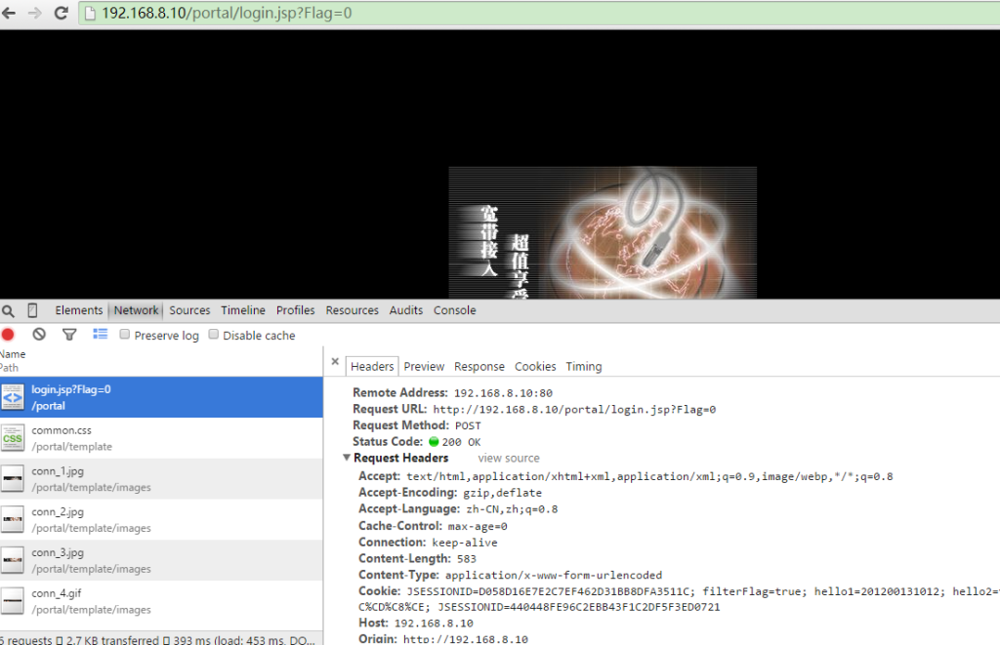 192.168.8.10/portal/login.jsp?Flag=0
宽带接入
超值享受
Elements Network Sources Timeline Profiles Resources Audits Console
Preserve log Disable cache
Name
Path
Headers Preview Response Cookies Timing
login.jsp?Flag=0
/portal
common.css
/portal/template
conn_1.jpg
/portal/template/images
conn_2.jpg
/portal/template/images
conn_3.jpg
/portal/template/images
conn_4.gif
/portal/template/images
6 requests 2.7 KB transferred 393 ms (load: 453 ms, DO...
Remote Address: 192.168.8.10:80
Request URL: http://192.168.8.10/portal/login.jsp?Flag=0
Request Method: POST
Status Code: 200 OK
Request Headers view source
Accept: text/html,application/xhtml+xml,application/xml;q=0.9,image/webp,*/*;q=0.8
Accept-Encoding: gzip,deflate
Accept-Language: zh-CN,zh;q=0.8
Cache-Control: max-age=0
Connection: keep-alive
Content-Length: 583
Content-Type: application/x-www-form-urlencoded
Cookie: JSESSIONID=D058D16E7E2C7EF462D31BB8DFA3511C; filterFlag=true; hello1=201200131012; hello2=
C%CD%C8%CE; JSESSIONID=440448FE96C2EBB43F1C2DF5F3ED0721
Host: 192.168.8.10
Origin: http://192.168.8.10